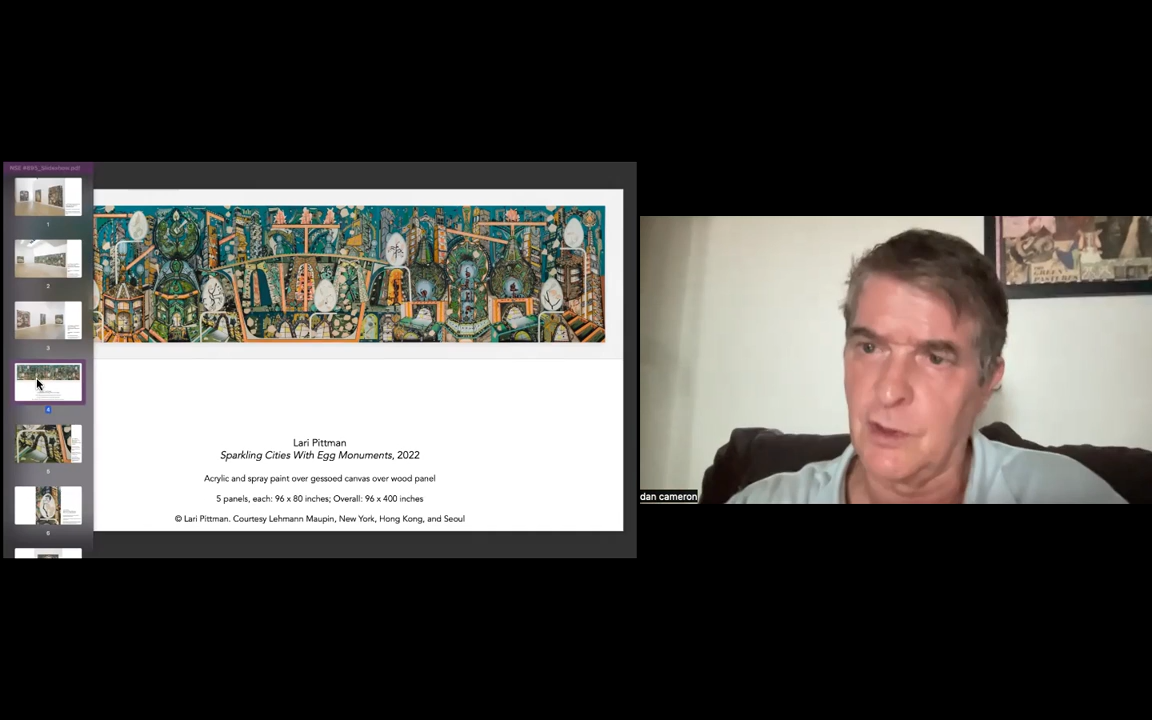 1
2
3
4
5
6
Lari Pittman
Sparkling Cities With Egg Monuments, 2022
Acrylic and spray paint over gessoed canvas over wood panel
5 panels, each: 96 x 80 inches; Overall: 96 x 400 inches
© Lari Pittman. Courtesy Lehmann Maupin, New York, Hong Kong, and Seoul
GREEN
PASTURES
dan cameron